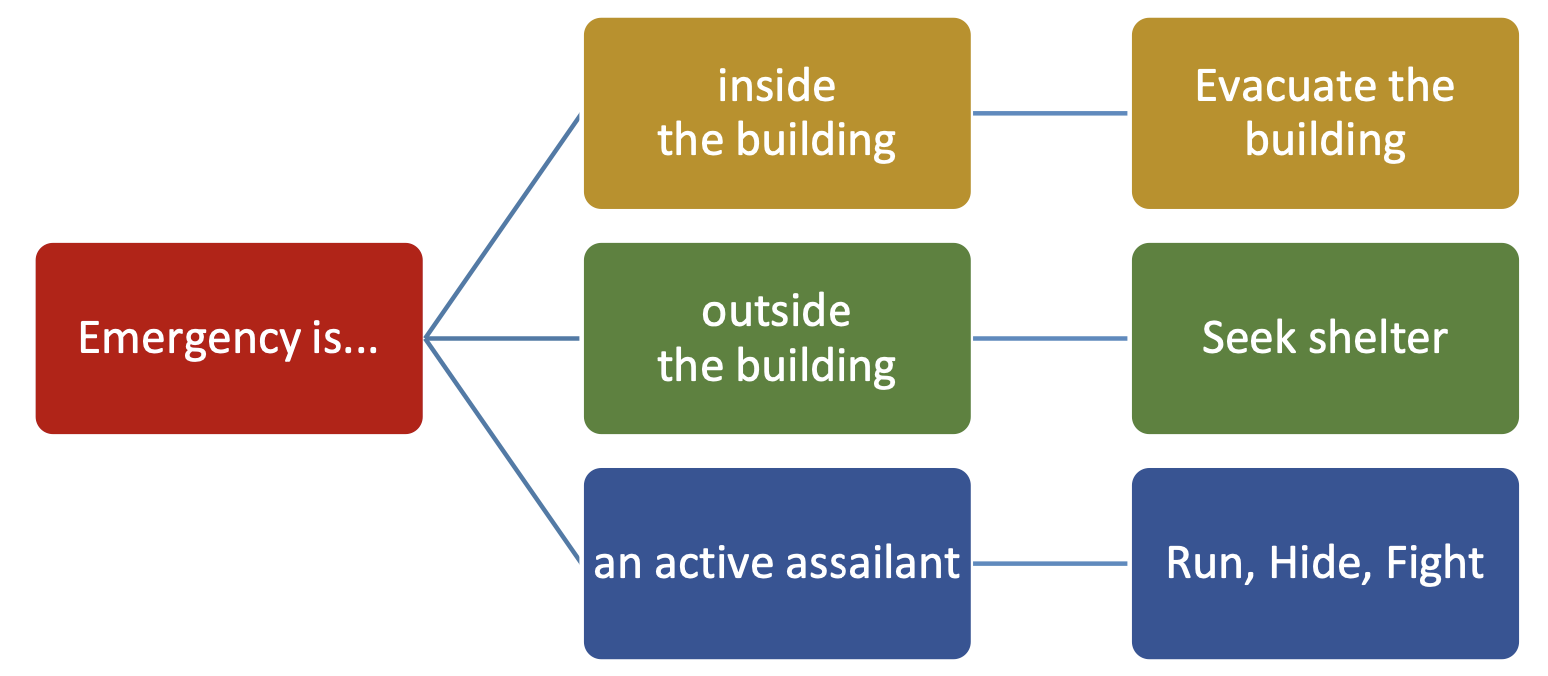 Emergency is...
inside
the building
Evacuate the
building
outside
the building
Seek shelter
an active assailant
Run, Hide, Fight